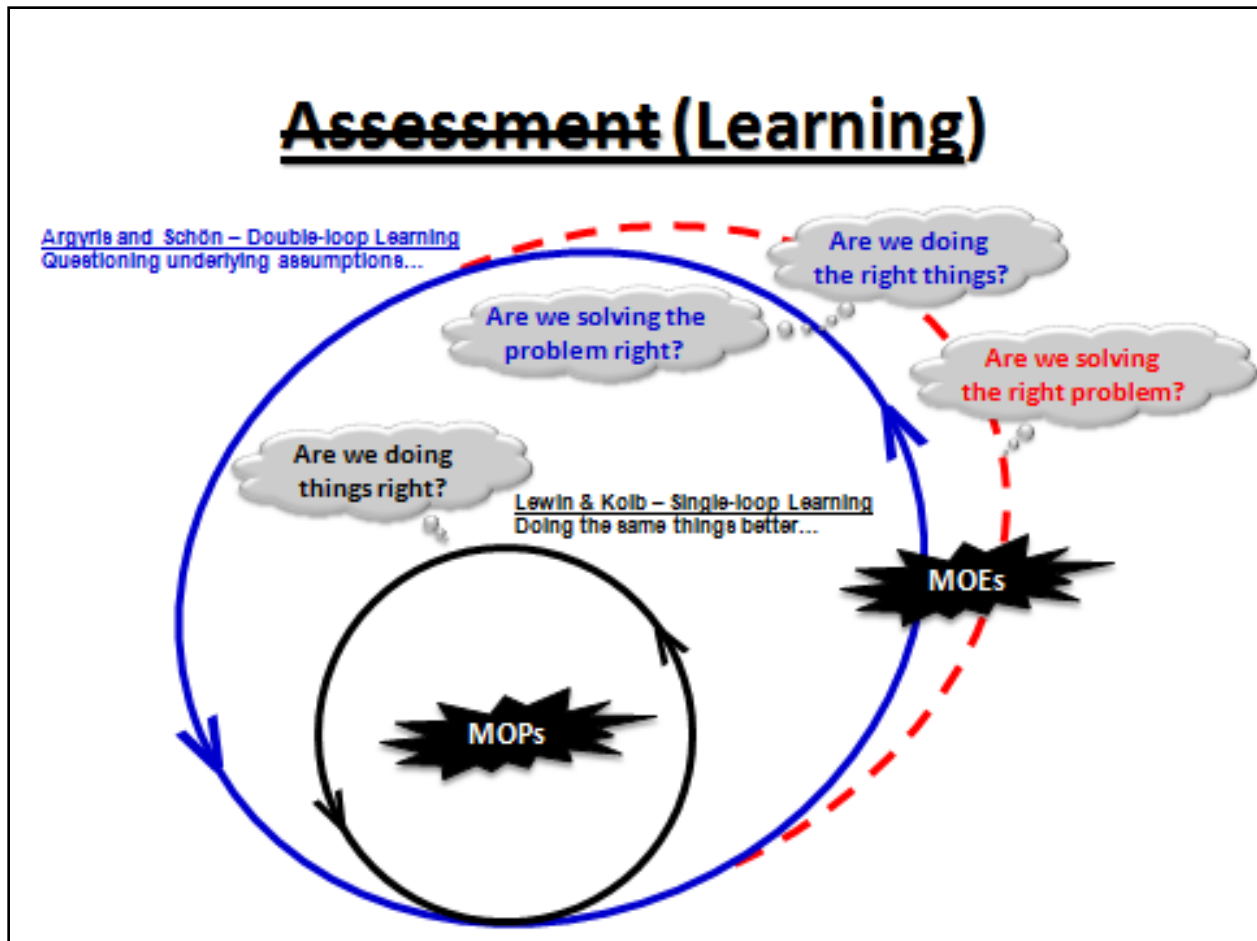 Assessment (Learning)
Argyris and Schön – Double-loop Learning
Questioning underlying assumptions...
Are we doing
the right things?
Are we solving the
problem right?
Are we solving
the right problem?
Are we doing
things right?
Lewin & Kolb – Single-loop Learning
Doing the same things better...
MOEs
MOPs